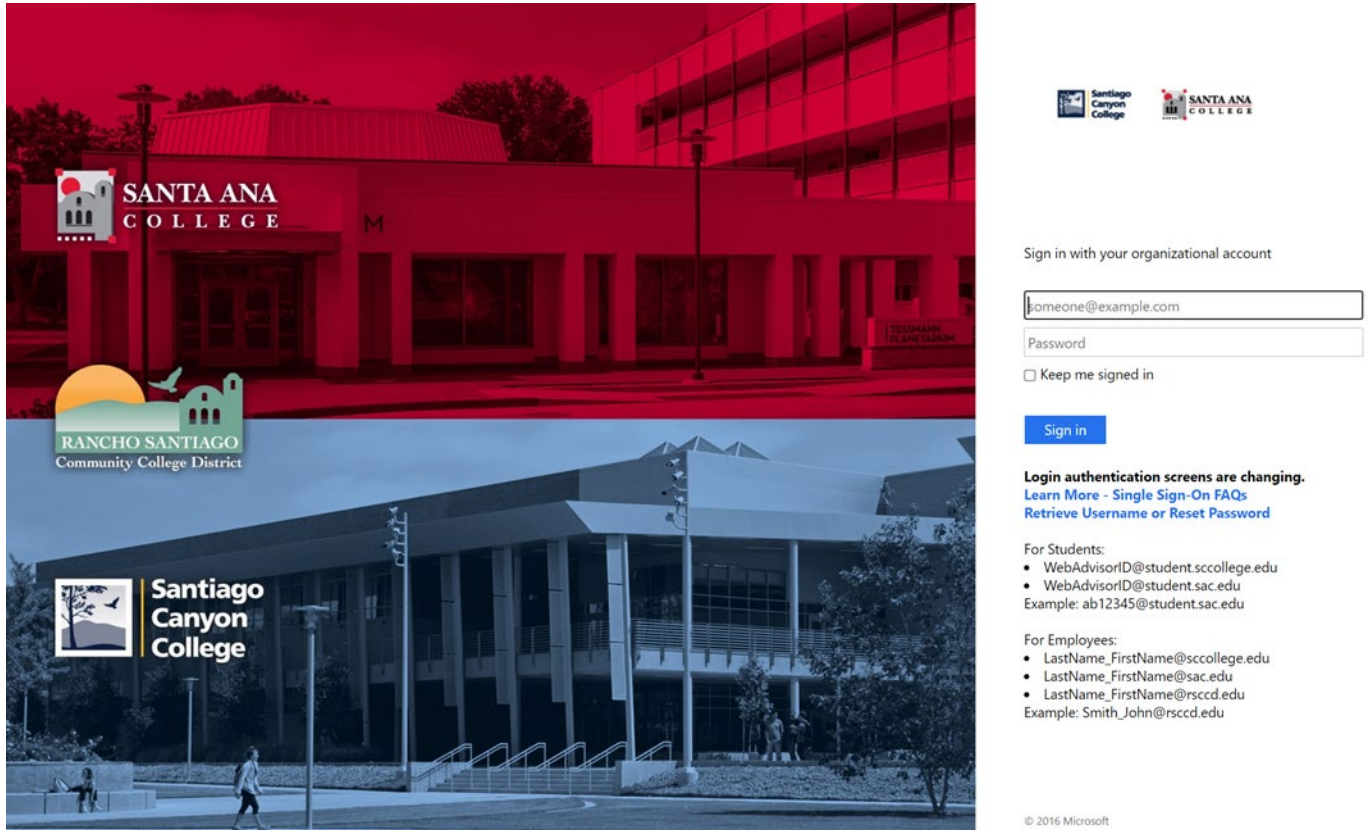 SANTA ANA
COLLEGE
M
TESSMANN
PLANETARIUM
RANCHO SANTIAGO
Community College District
Santiago
Canyon
College
Santiago
Canyon
College
SANTA ANA
COLLEGE
Sign in with your organizational account
someone@example.com
Password
Keep me signed in
Sign in
Login authentication screens are changing.
Learn More - Single Sign-On FAQs
Retrieve Username or Reset Password
For Students:
• WebAdvisorID@student.sccollege.edu
• WebAdvisorID@student.sac.edu
Example: ab12345@student.sac.edu
For Employees:
• LastName_FirstName@sccollege.edu
• LastName_FirstName@sac.edu
• LastName_FirstName@rsccd.edu
Example: Smith_John@rsccd.edu
© 2016 Microsoft